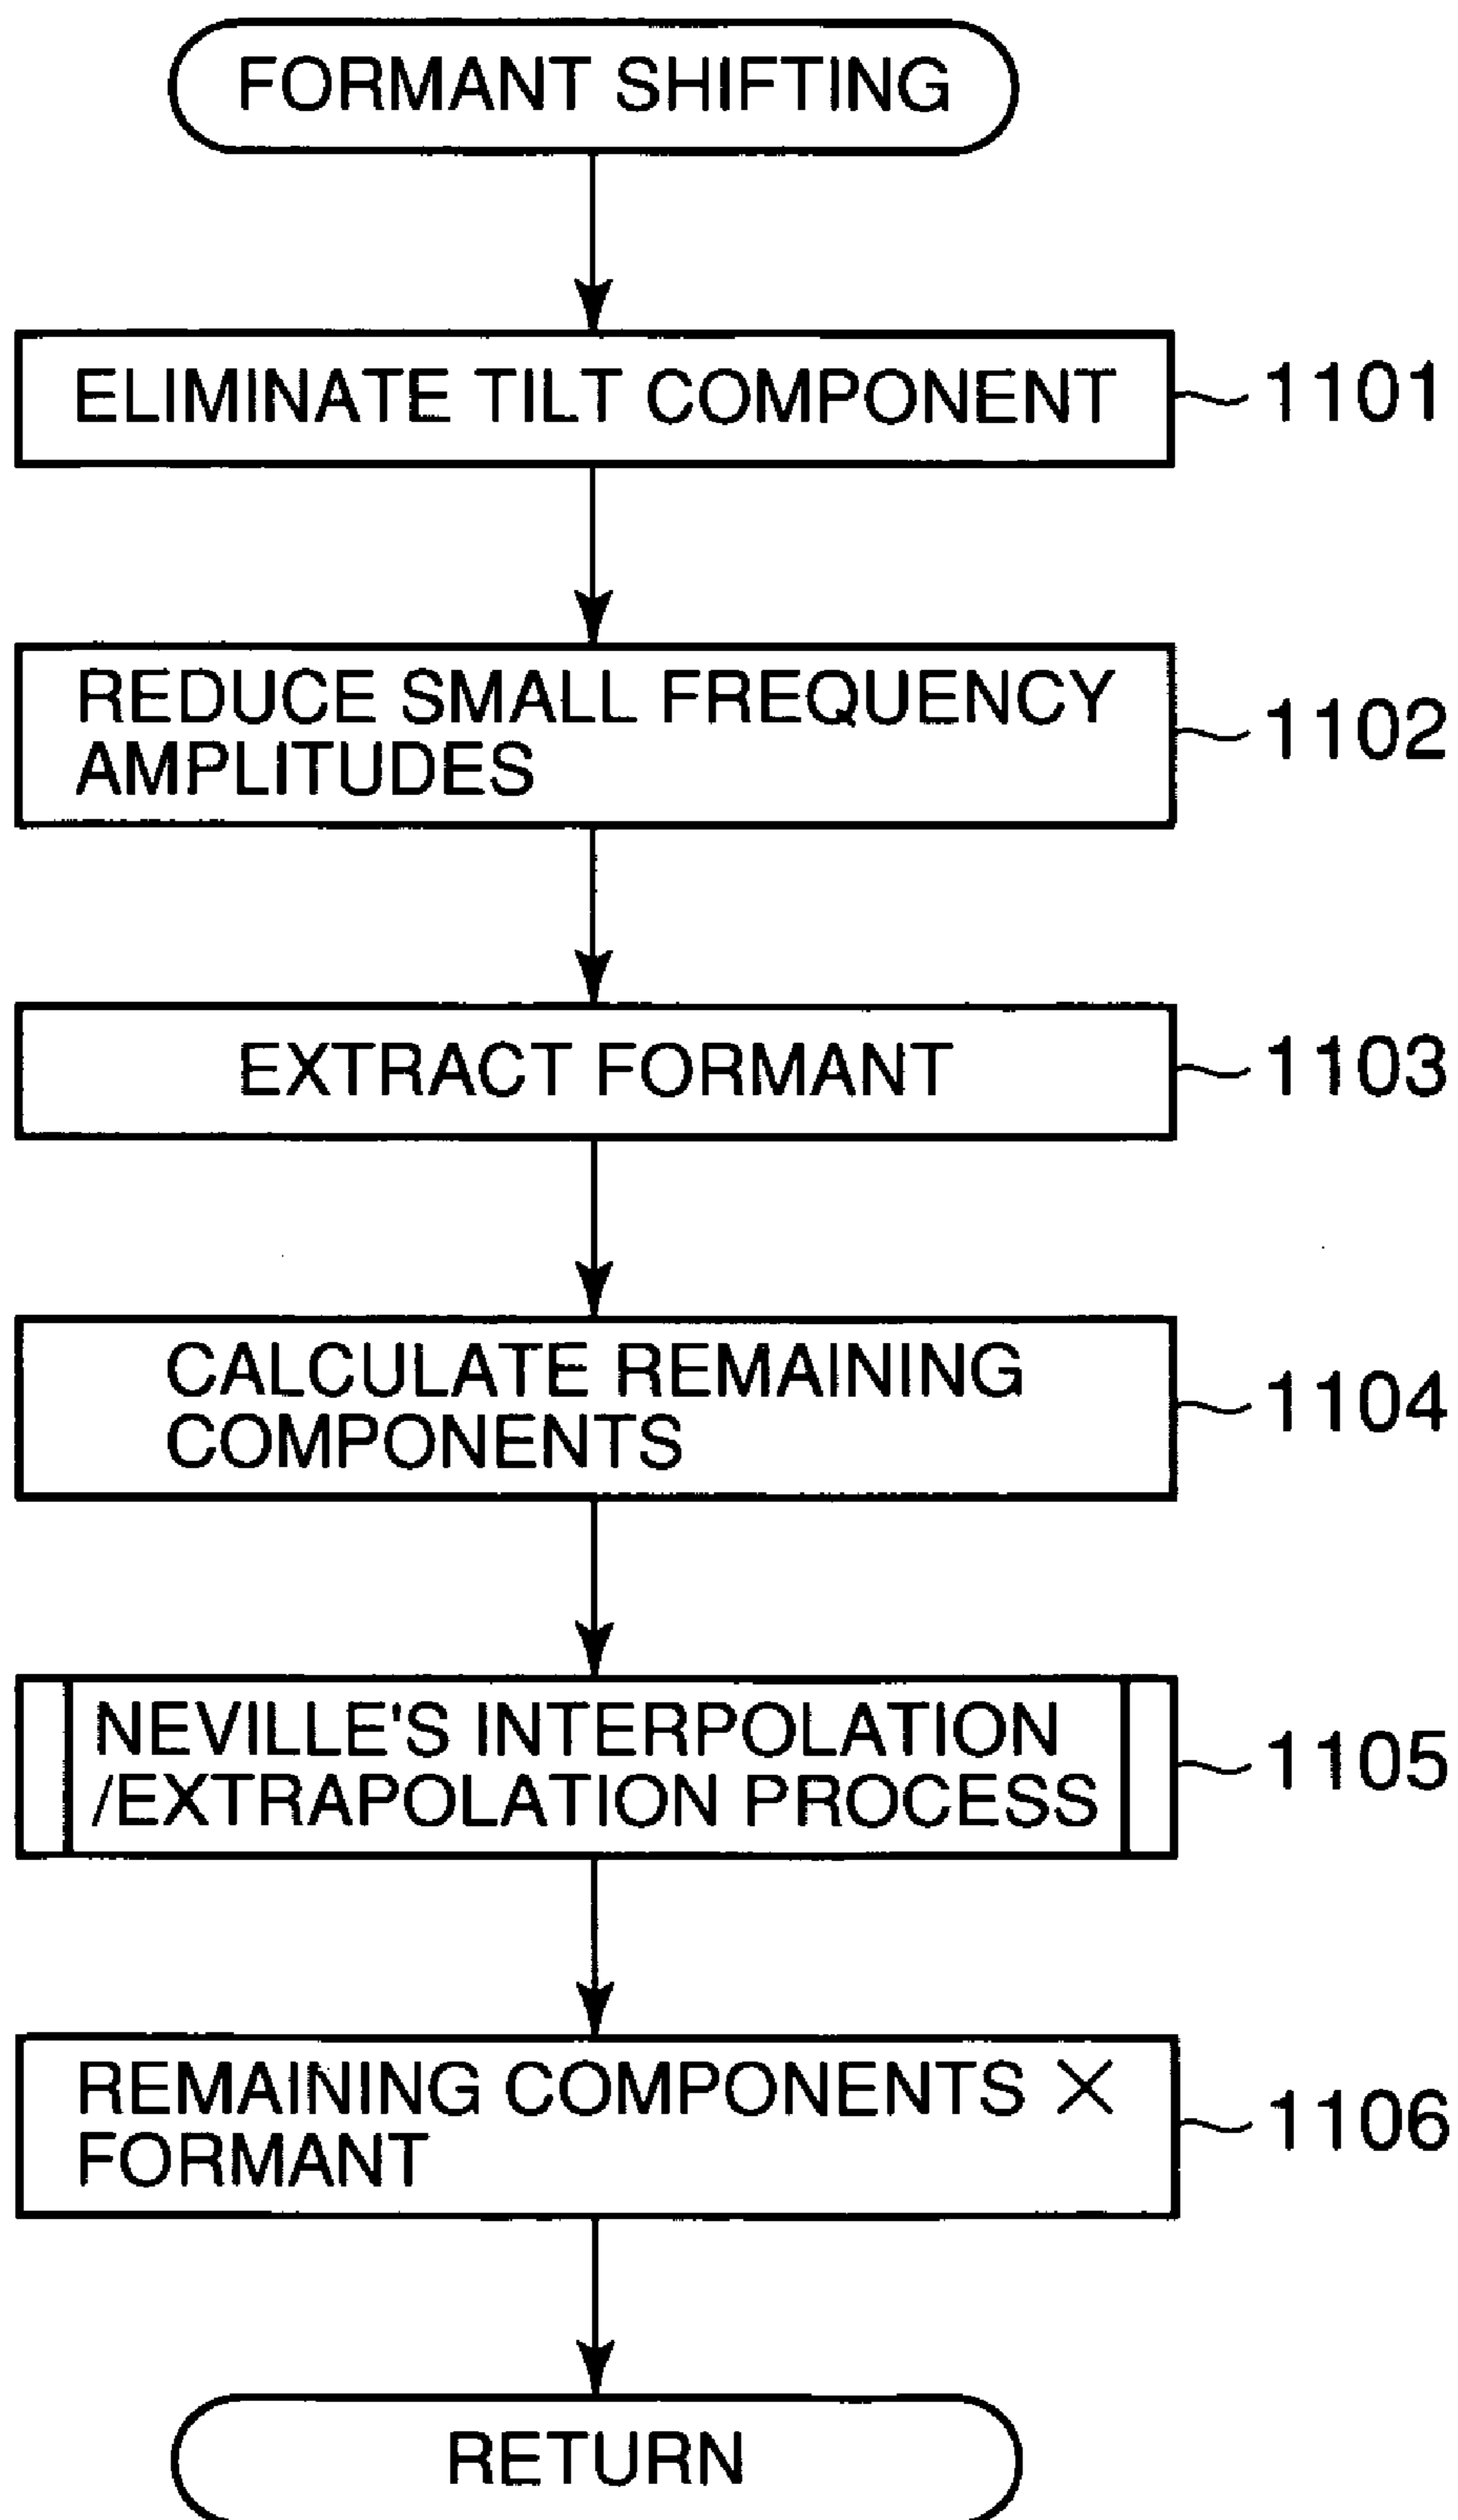 FORMANT SHIFTING
ELIMINATE TILT COMPONENT
1101
REDUCE SMALL FREQUENCY
AMPLITUDES
1102
EXTRACT FORMANT
1103
CALCULATE REMAINING
COMPONENTS
1104
NEVILLE'S INTERPOLATION
/EXTRAPOLATION PROCESS
1105
REMAINING COMPONENTS ×
FORMANT
1106
RETURN